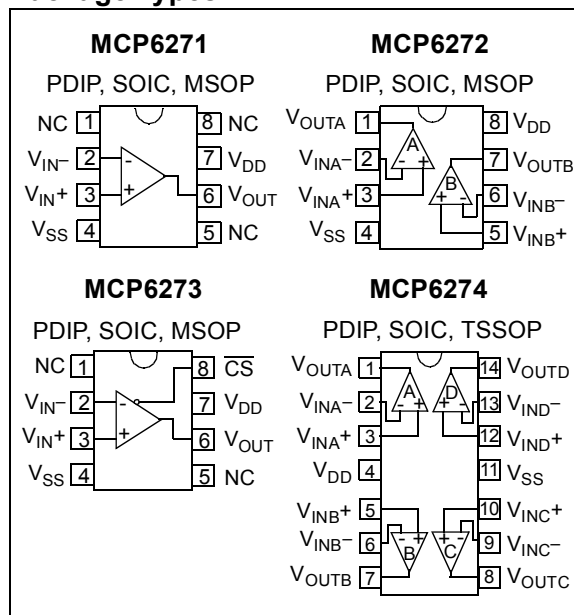 MCP6271
PDIP, SOIC, MSOP
NC 1 8 NC
VIN– 2 7 VDD
VIN+ 3 6 VOUT
VSS 4 5 NC
- +
MCP6272
PDIP, SOIC, MSOP
VOUTA 1 8 VDD
VINA– 2 7 VOUTB
VINA+ 3 6 VINB–
VSS 4 5 VINB+
A - +
B + -
MCP6273
PDIP, SOIC, MSOP
NC 1 8 C̅S̅
VIN– 2 7 VDD
VIN+ 3 6 VOUT
VSS 4 5 NC
- +
MCP6274
PDIP, SOIC, TSSOP
VOUTA 1 14 VOUTD
VINA– 2 13 VIND–
VINA+ 3 12 VIND+
VDD 4 11 VSS
VINB+ 5 10 VINC+
VINB– 6 9 VINC–
VOUTB 7 8 VOUTC
A - +
D + -
B - +
C + -